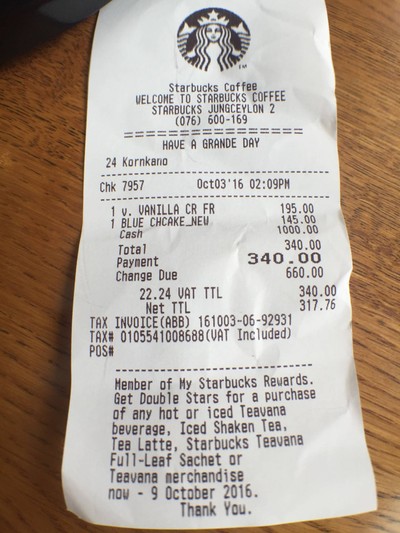 Starbucks Coffee
WELCOME TO STARBUCKS COFFEE
STARBUCKS JUNGCEYLON 2
(076) 600-169
HAVE A GRANDE DAY
24 Kornkano
Chk 7957 Oct03'16 02:09PM
1 v. VANILLA CR FR 195.00
1 BLUE CHCAKE_NEW 145.00
Cash 1000.00
Total 340.00
Payment 340.00
Change Due 660.00
22.24 VAT TTL 340.00
Net TTL 317.76
TAX INVOICE(ABB) 161003-06-92931
TAX# 0105541008688(VAT Included)
POS#
Member of My Starbucks Rewards.
Get Double Stars for a purchase
of any hot or iced Teavana
beverage, Iced Shaken Tea,
Tea Latte, Starbucks Teavana
Full-Leaf Sachet or
Teavana merchandise
now - 9 October 2016.
Thank You.